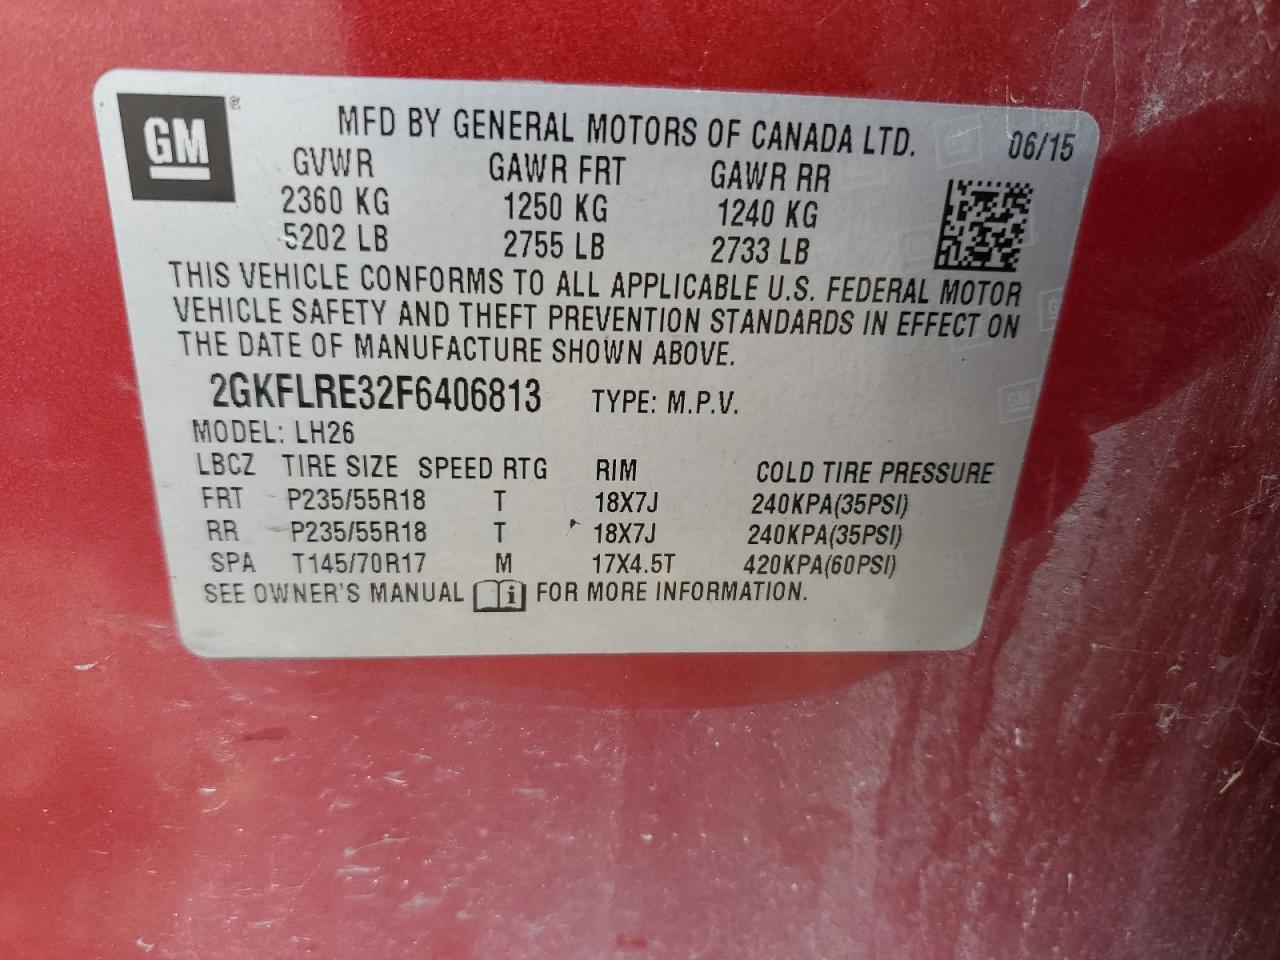 GM® MFD BY GENERAL MOTORS OF CANADA LTD. 06/15
GVWR GAWR FRT GAWR RR
2360 KG 1250 KG 1240 KG
5202 LB 2755 LB 2733 LB
THIS VEHICLE CONFORMS TO ALL APPLICABLE U.S. FEDERAL MOTOR
VEHICLE SAFETY AND THEFT PREVENTION STANDARDS IN EFFECT ON
THE DATE OF MANUFACTURE SHOWN ABOVE.
2GKFLRE32F6406813 TYPE: M.P.V.
MODEL: LH26
LBCZ TIRE SIZE SPEED RTG RIM COLD TIRE PRESSURE
FRT P235/55R18 T 18X7J 240KPA(35PSI)
RR P235/55R18 T 18X7J 240KPA(35PSI)
SPA T145/70R17 M 17X4.5T 420KPA(60PSI)
SEE OWNER'S MANUAL i FOR MORE INFORMATION.